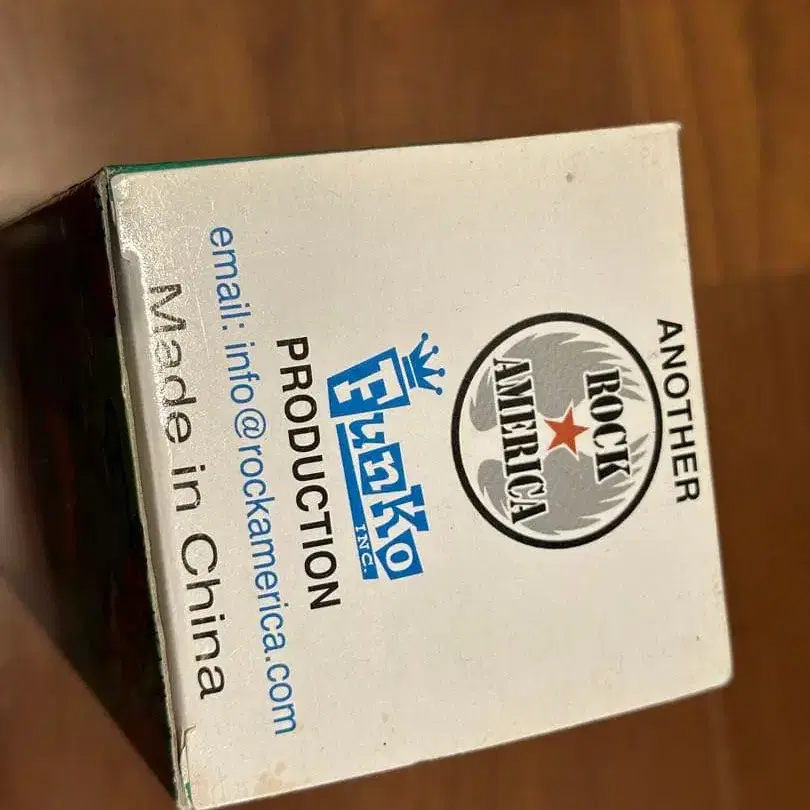 ANOTHER
ROCK
AMERICA
Funko
INC.
PRODUCTION
email: info@rockamerica.com
Made in China